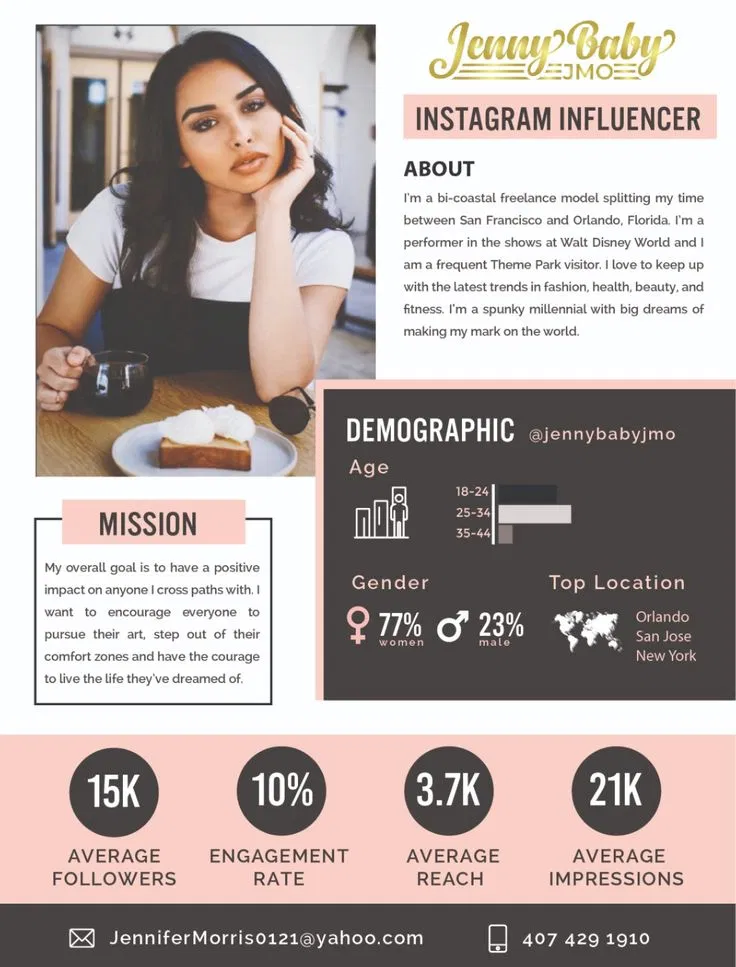 Jenny Baby
JMO
INSTAGRAM INFLUENCER
ABOUT
I'm a bi-coastal freelance model splitting my time
between San Francisco and Orlando, Florida. I'm a
performer in the shows at Walt Disney World and I
am a frequent Theme Park visitor. I love to keep up
with the latest trends in fashion, health, beauty, and
fitness. I'm a spunky millennial with big dreams of
making my mark on the world.
DEMOGRAPHIC @jennybabyjmo
Age
18-24
25-34
35-44
Gender
77%
women
23%
male
Top Location
Orlando
San Jose
New York
MISSION
My overall goal is to have a positive
impact on anyone I cross paths with. I
want to encourage everyone to
pursue their art, step out of their
comfort zones and have the courage
to live the life they've dreamed of.
15K
AVERAGE
FOLLOWERS
10%
ENGAGEMENT
RATE
3.7K
AVERAGE
REACH
21K
AVERAGE
IMPRESSIONS
JenniferMorris0121@yahoo.com
407 429 1910